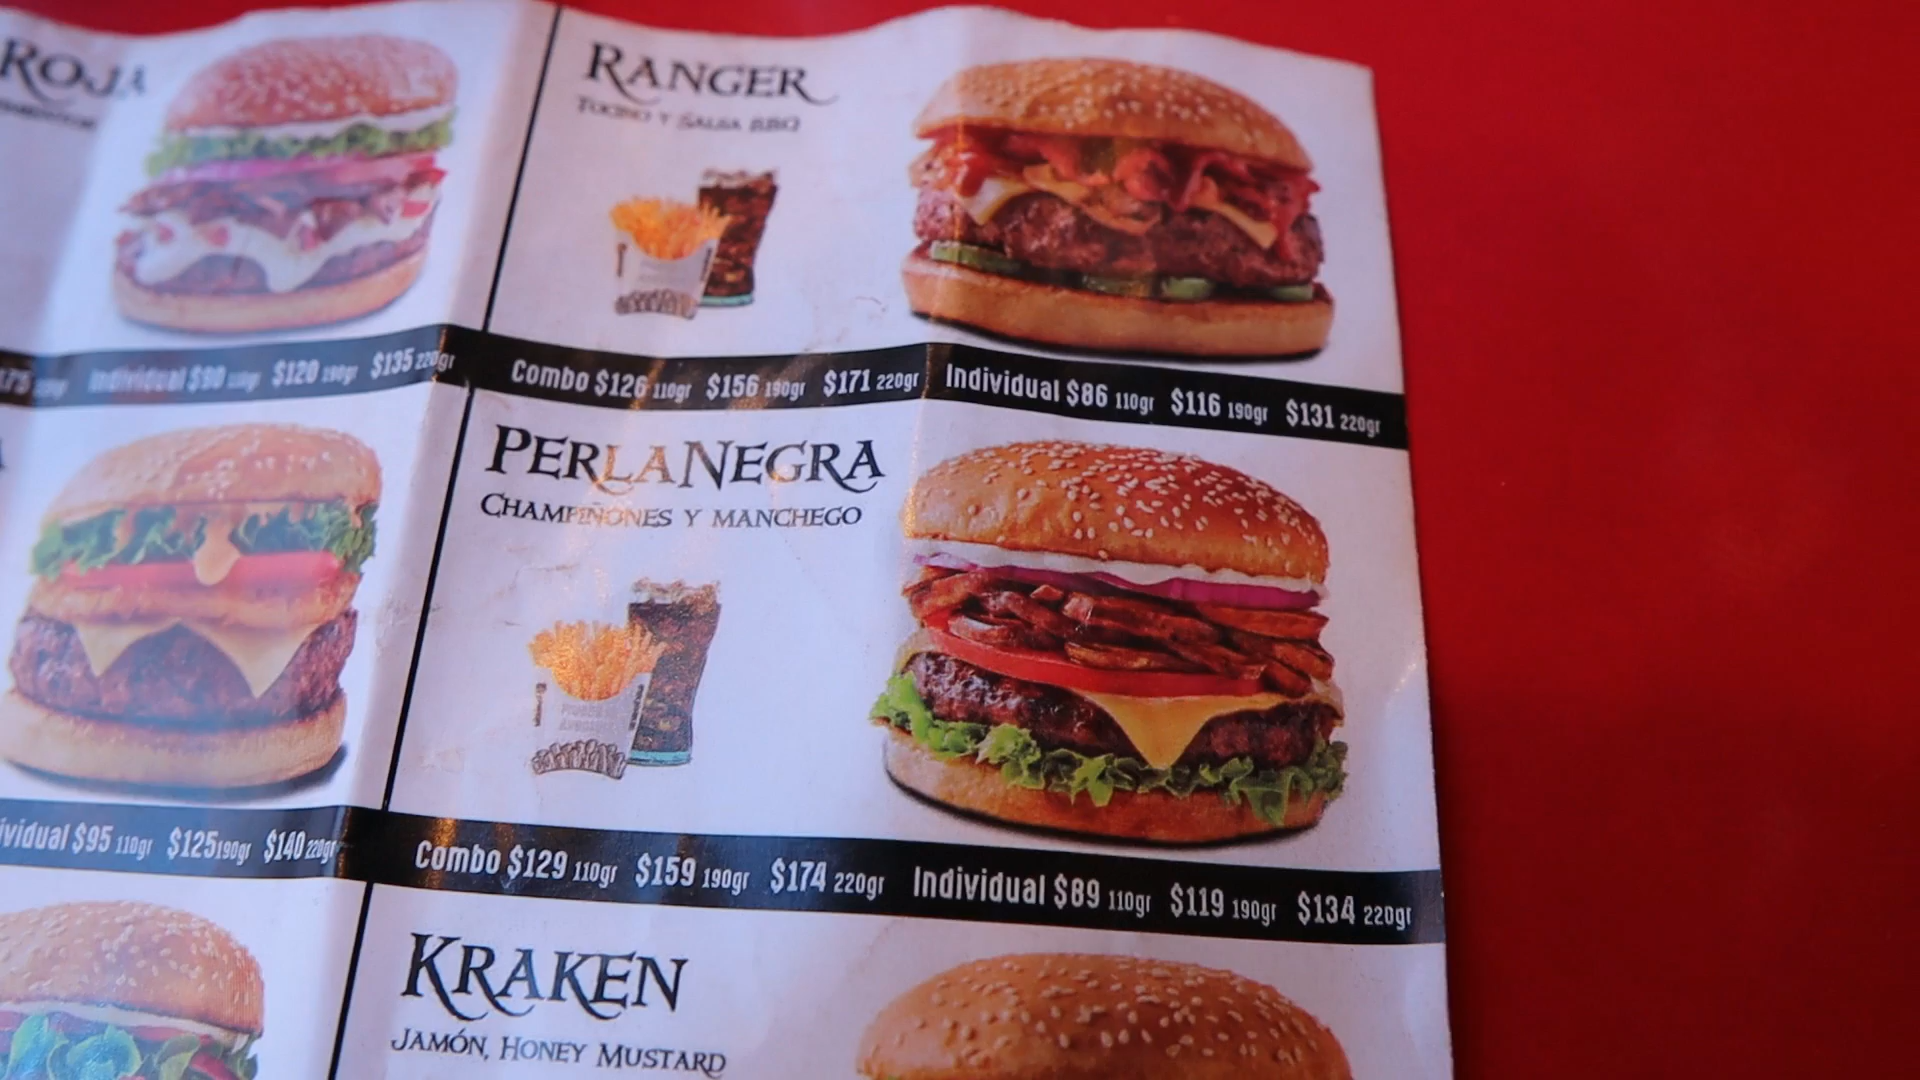 ROJA
RANGER
TOCINO Y SALSA BBQ
Individual $90 $120 190gr $135 220gr
Combo $126 110gr $156 190gr $171 220gr Individual $86 110gr $116 190gr $131 220gr
PERLA NEGRA
CHAMPIÑONES Y MANCHEGO
ividual $95 110gr $125 190gr $140 220gr
Combo $129 110gr $159 190gr $174 220gr Individual $89 110gr $119 190gr $134 220gr
KRAKEN
JAMÓN, HONEY MUSTARD